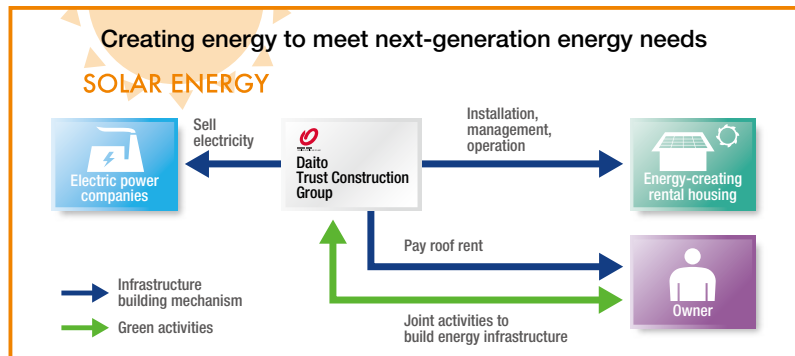 Creating energy to meet next-generation energy needs
SOLAR ENERGY
Sell
electricity
Installation,
management,
operation
Electric power
companies
Daito
Trust Construction
Group
Energy-creating
rental housing
Pay roof rent
Infrastructure
building mechanism
Green activities
Joint activities to
build energy infrastructure
Owner